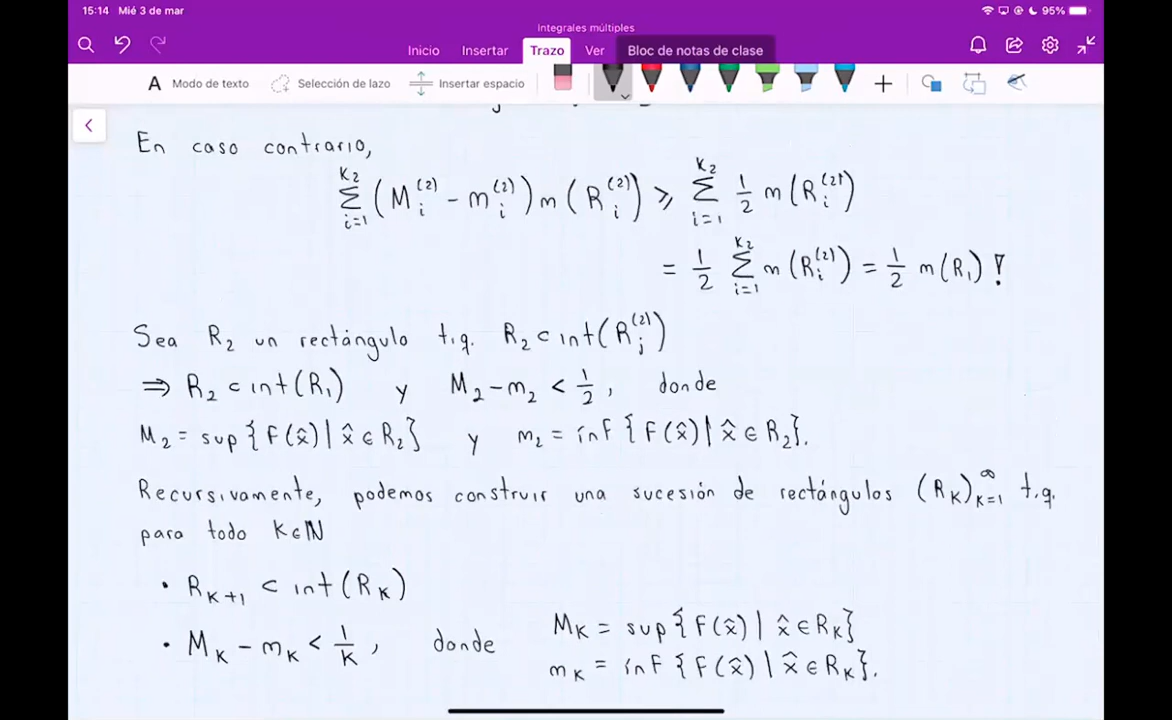 15:14 Mié 3 de mar
95%
Integrales múltiples
Inicio Insertar Trazo Ver Bloc de notas de clase
A Modo de texto Selección de lazo Insertar espacio
En caso contrario,
∑_{i=1}^{K_2} (M_i^{(2)} - m_i^{(2)}) m(R_i^{(2)}) ⩾ ∑_{i=1}^{K_2} 1/2 m(R_i^{(2)})
= 1/2 ∑_{i=1}^{K_2} m(R_i^{(2)}) = 1/2 m(R_1) !
Sea R_2 un rectángulo t.q. R_2 ⊂ int(R_j^{(2)})
⟹ R_2 ⊂ int(R_1) y M_2 - m_2 < 1/2, donde
M_2 = sup{F(x̂) | x̂ ∈ R_2} y m_2 = ínF{F(x̂) | x̂ ∈ R_2}.
Recursivamente, podemos construir una sucesión de rectángulos (R_K)_{K=1}^∞ t.q.
para todo K∈ℕ
• R_{K+1} ⊂ int(R_K)
• M_K - m_K < 1/K, donde M_K = sup{F(x̂) | x̂ ∈ R_K}
m_K = ínF{F(x̂) | x̂ ∈ R_K}.